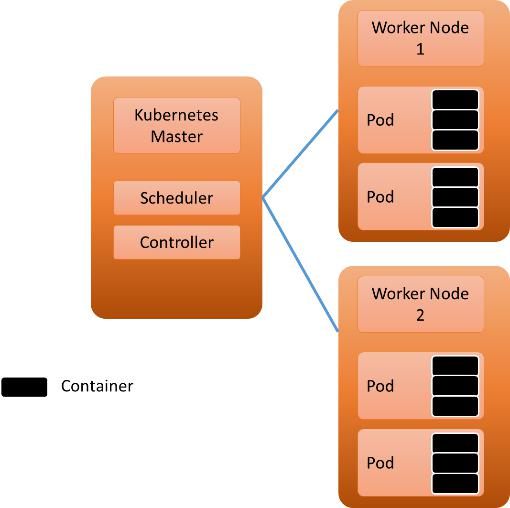 Worker Node
1
Pod
Pod
Kubernetes
Master
Scheduler
Controller
Worker Node
2
Pod
Pod
Container